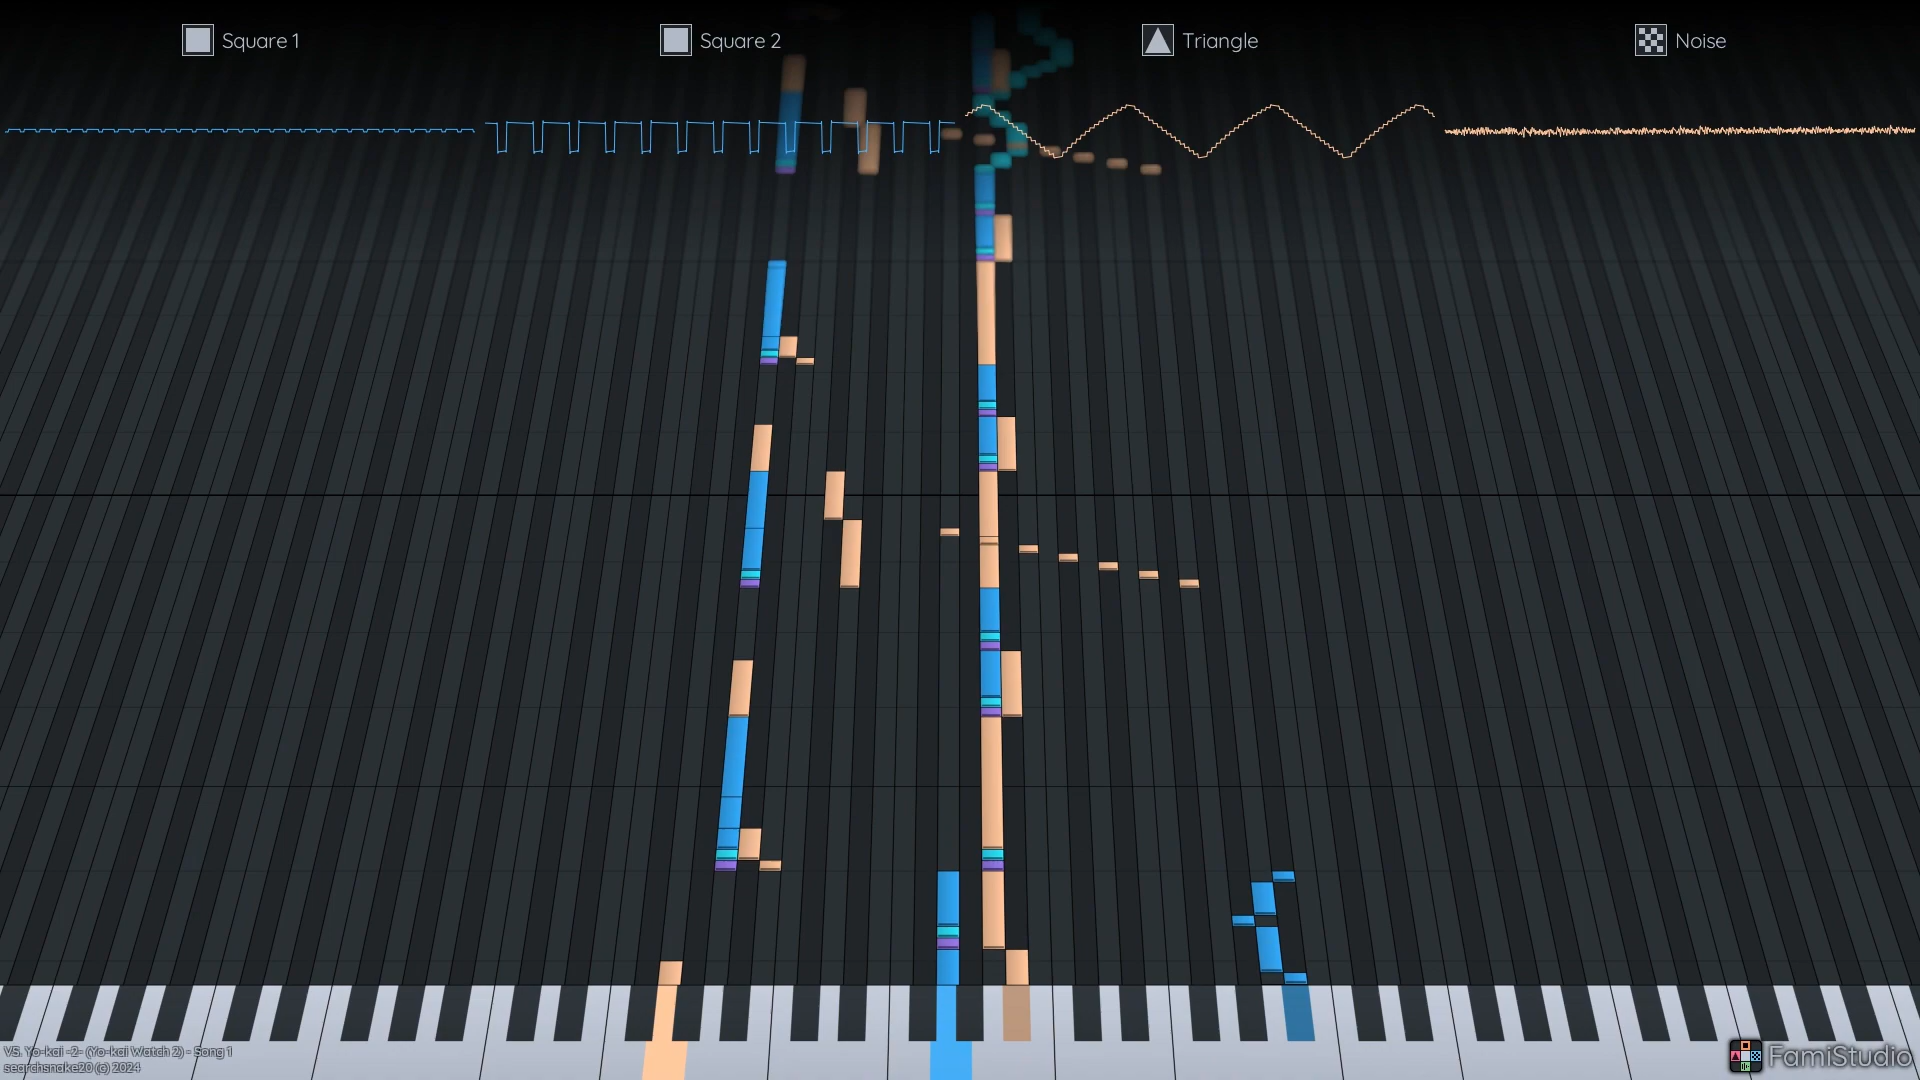 Square 1
Square 2
Triangle
Noise
VS. Yo-kai -2- (Yo-kai Watch 2) - Song 1
searchsnake20 (c) 2024
FamiStudio